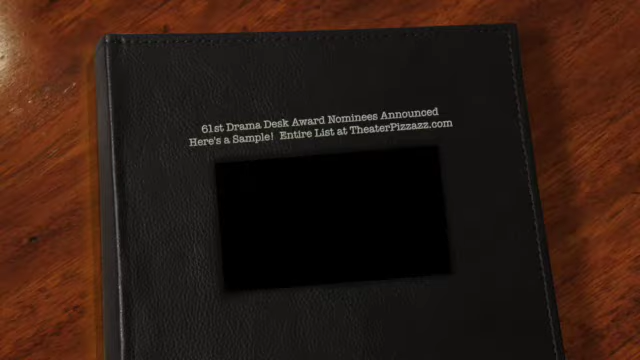 61st Drama Desk Award Nominees Announced
Here's a Sample! Entire List at TheaterPizzazz.com